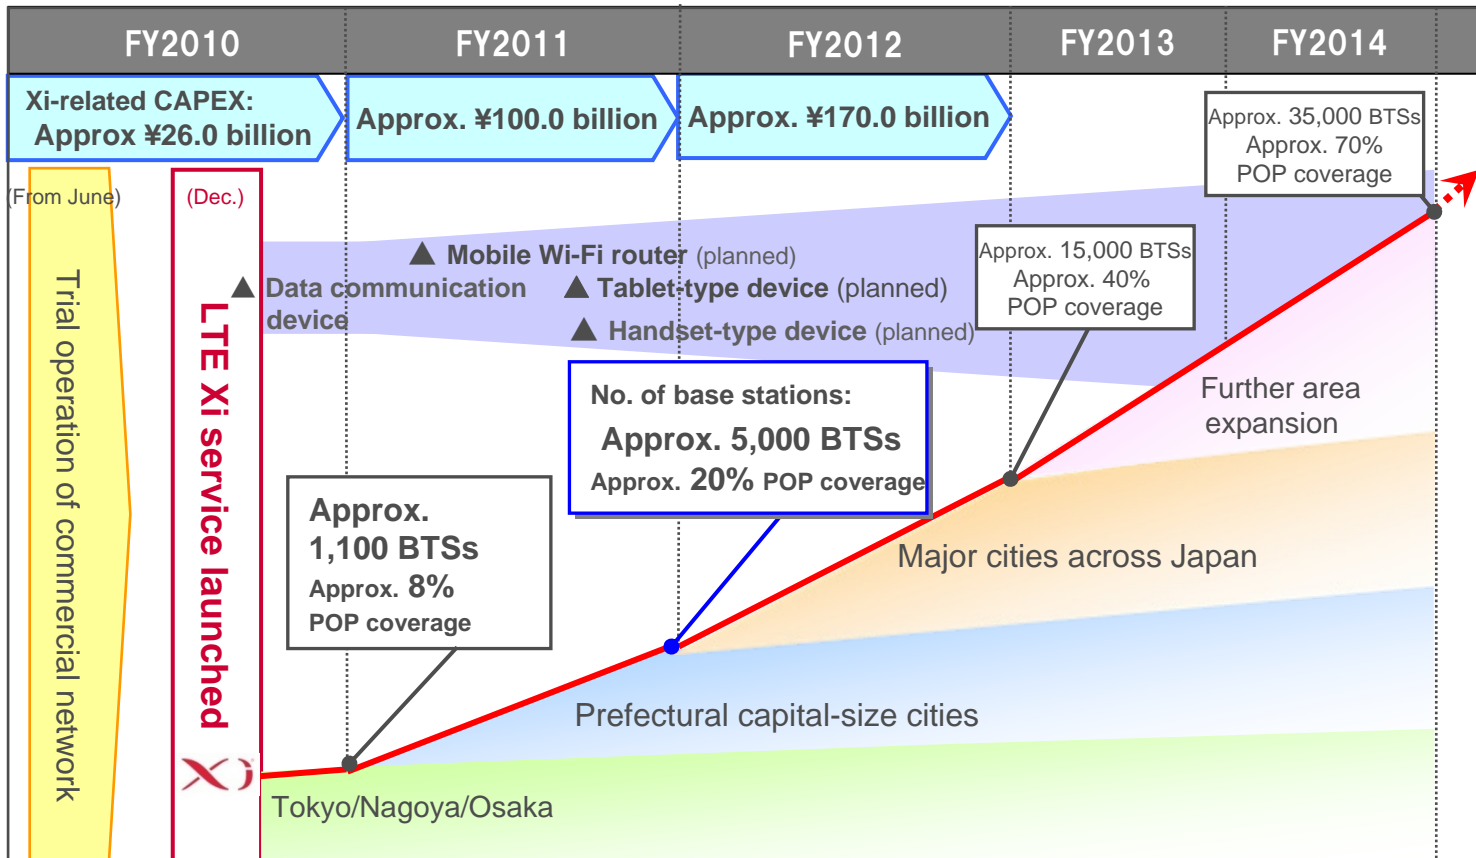 FY2010
FY2011
FY2012
FY2013
FY2014
Xi-related CAPEX:
Approx ¥26.0 billion
Approx. ¥100.0 billion
Approx. ¥170.0 billion
Approx. 35,000 BTSs
Approx. 70%
POP coverage
(From June)
(Dec.)
Trial operation of commercial network
LTE Xi service launched
Xi
▲ Mobile Wi-Fi router (planned)
▲ Data communication
device
▲ Tablet-type device (planned)
▲ Handset-type device (planned)
Approx. 15,000 BTSs
Approx. 40%
POP coverage
No. of base stations:
Approx. 5,000 BTSs
Approx. 20% POP coverage
Further area
expansion
Approx.
1,100 BTSs
Approx. 8%
POP coverage
Major cities across Japan
Prefectural capital-size cities
Tokyo/Nagoya/Osaka